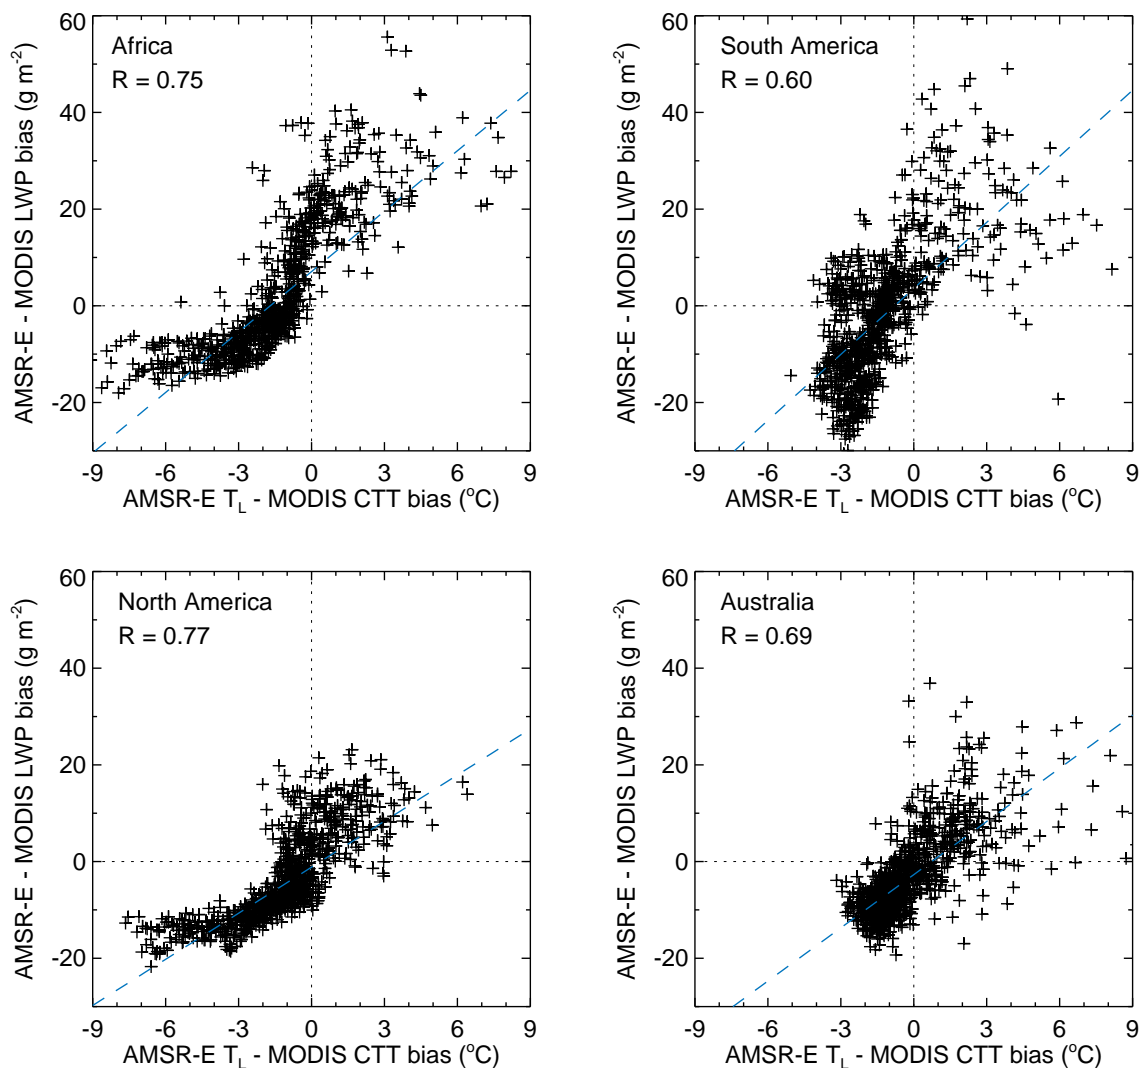 AMSR-E - MODIS LWP bias (g m-2)
60
40
20
0
-20
Africa
R = 0.75
-9 -6 -3 0 3 6 9
AMSR-E TL - MODIS CTT bias (oC)
AMSR-E - MODIS LWP bias (g m-2)
60
40
20
0
-20
South America
R = 0.60
-9 -6 -3 0 3 6 9
AMSR-E TL - MODIS CTT bias (oC)
AMSR-E - MODIS LWP bias (g m-2)
60
40
20
0
-20
North America
R = 0.77
-9 -6 -3 0 3 6 9
AMSR-E TL - MODIS CTT bias (oC)
AMSR-E - MODIS LWP bias (g m-2)
60
40
20
0
-20
Australia
R = 0.69
-9 -6 -3 0 3 6 9
AMSR-E TL - MODIS CTT bias (oC)